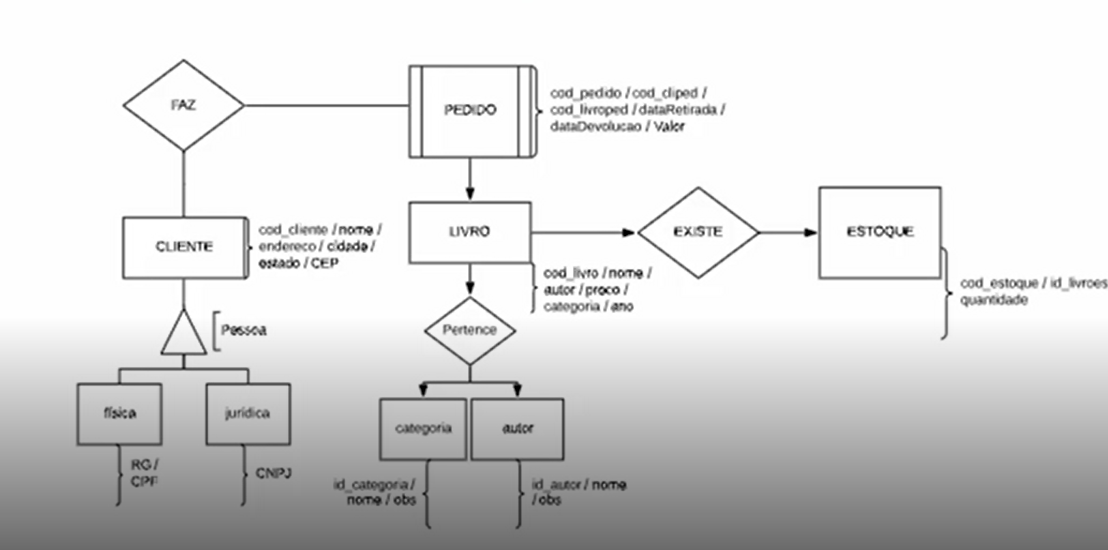 FAZ
PEDIDO
cod_pedido / cod_cliped /
cod_livroped / dataRetirada /
dataDevolucao / Valor
CLIENTE
cod_cliente / nome /
endereco / cidade /
estado / CEP
LIVRO
EXISTE
ESTOQUE
cod_livro / nome /
autor / preco /
categoria / ano
cod_estoque / id_livroes
quantidade
Pessoa
Pertence
física
jurídica
categoria
autor
RG /
CPF
CNPJ
id_categoria /
nome / obs
id_autor / nome
/ obs